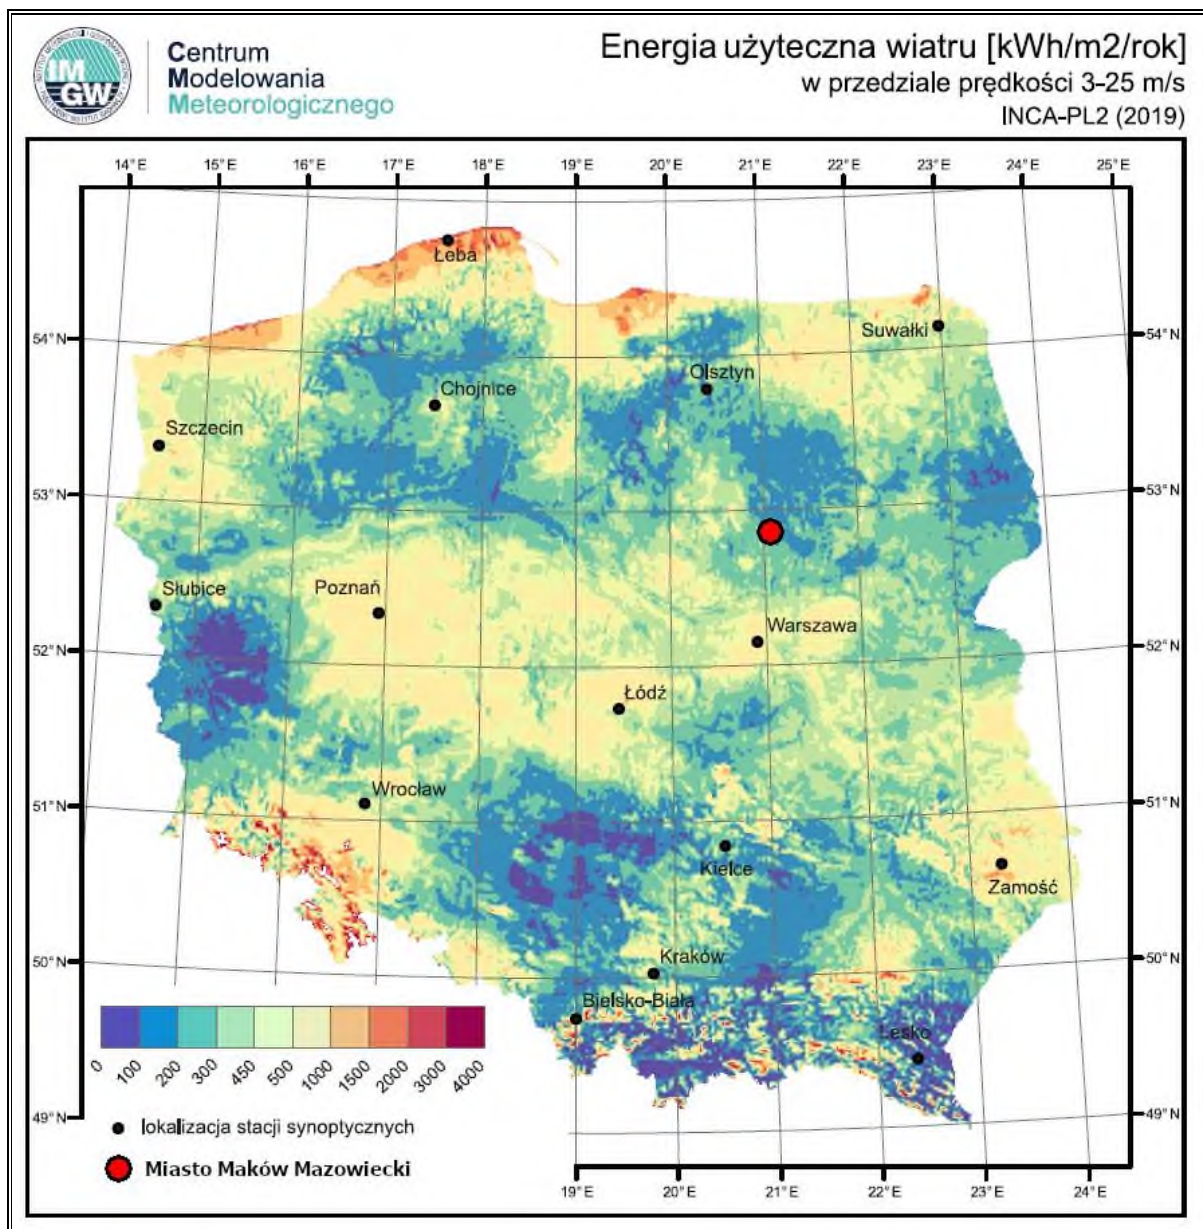 IMGW
Centrum
Modelowania
Meteorologicznego
Energia użyteczna wiatru [kWh/m2/rok]
w przedziale prędkości 3-25 m/s
INCA-PL2 (2019)
14°E 15°E 16°E 17°E 18°E 19°E 20°E 21°E 22°E 23°E 24°E 25°E
Łeba
Suwałki
54°N 54°N
Olsztyn
Chojnice
Szczecin
53°N 53°N
Słubice
Poznań
Warszawa
52°N 52°N
Łódź
Wrocław
51°N 51°N
Kielce
Zamość
50°N 50°N
Kraków
Bielsko-Biała
Lesko
0 100 200 300 450 500 1000 1500 2000 3000 4000
49°N 49°N
lokalizacja stacji synoptycznych
Miasto Maków Mazowiecki
19°E 20°E 21°E 22°E 23°E 24°E